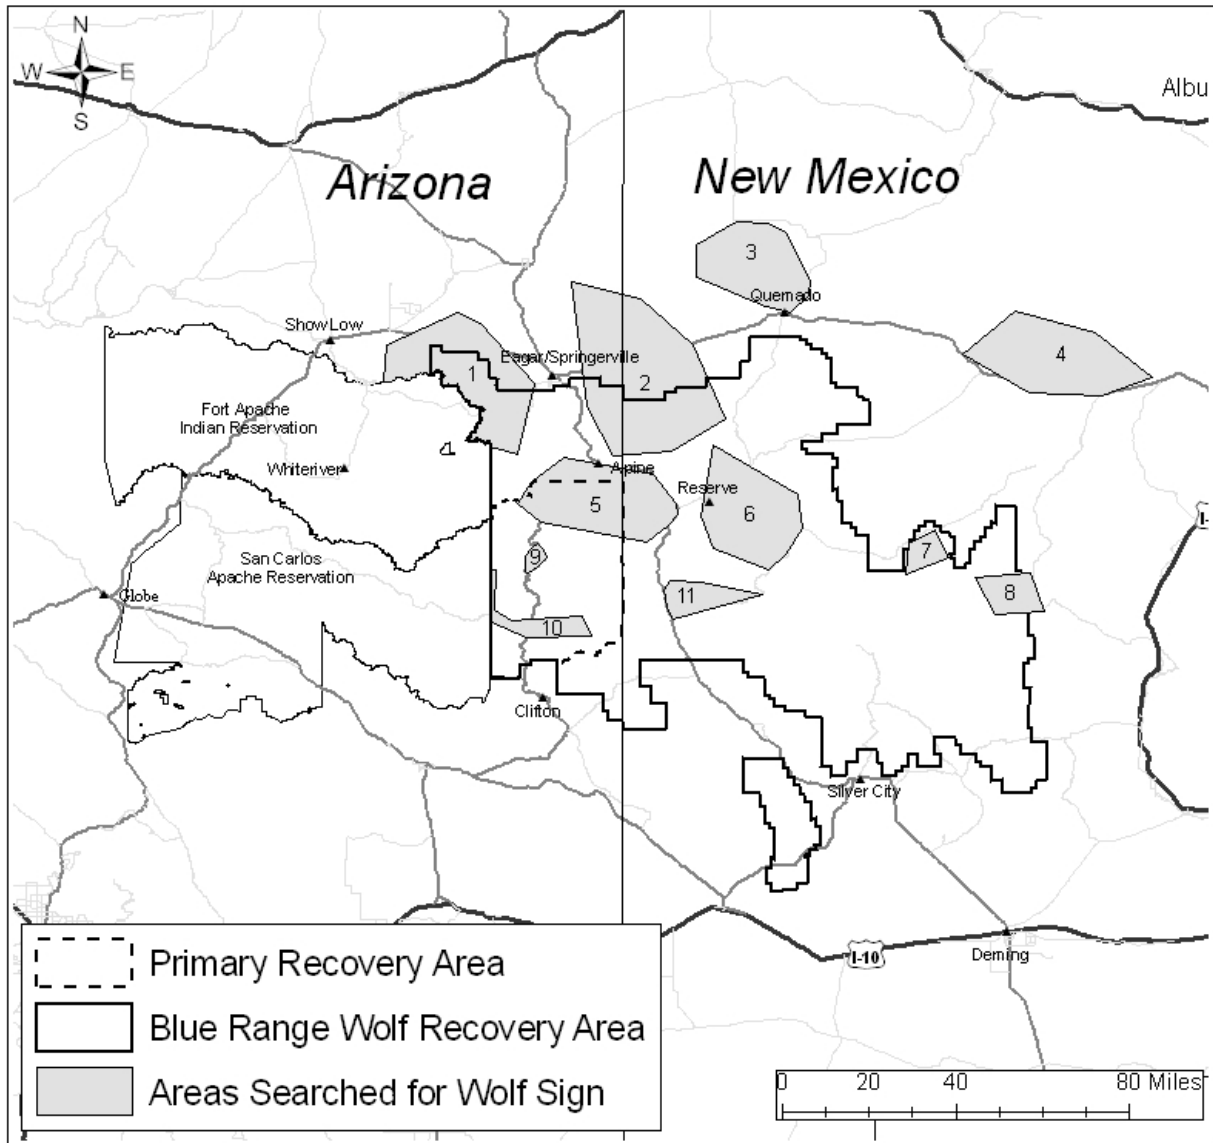 N
W E
S
Albu
Arizona
New Mexico
3
Quemado
Show Low
Eagar/Springerville
1
2
4
Fort Apache
Indian Reservation
Whiteriver
Alpine
Reserve
5
6
San Carlos
Apache Reservation
9
7
Globe
11
8
10
Clifton
Silver City
Deming
I-10
Primary Recovery Area
Blue Range Wolf Recovery Area
Areas Searched for Wolf Sign
0 20 40 80 Miles